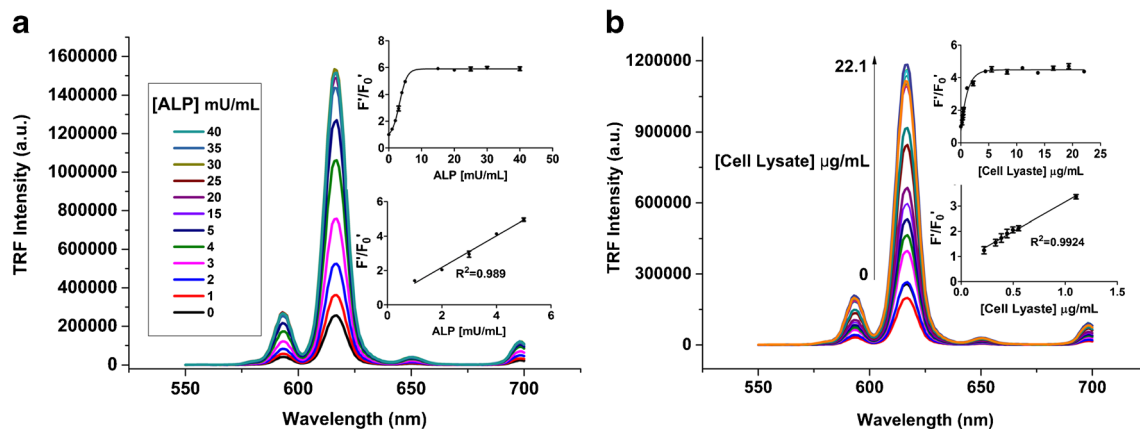 a
TRF Intensity (a.u.)
1600000
1400000
1200000
1000000
800000
600000
400000
200000
0
[ALP] mU/mL
40
35
30
25
20
15
5
4
3
2
1
0
550 600 650 700
Wavelength (nm)
F'/F0'
8
6
4
2
0
0 10 20 30 40 50
ALP [mU/mL]
F'/F0'
6
4
2
0
R²=0.989
2 4 6
ALP [mU/mL]
b
TRF Intensity (a.u.)
1200000
900000
600000
300000
0
22.1
[Cell Lysate] µg/mL
0
550 600 650 700
Wavelength (nm)
F'/F0'
6
4
2
0
0 5 10 15 20 25
[Cell Lyaste] µg/mL
F'/F0'
3
2
1
0
R²=0.9924
0.0 0.5 1.0 1.5
[Cell Lyaste] µg/mL